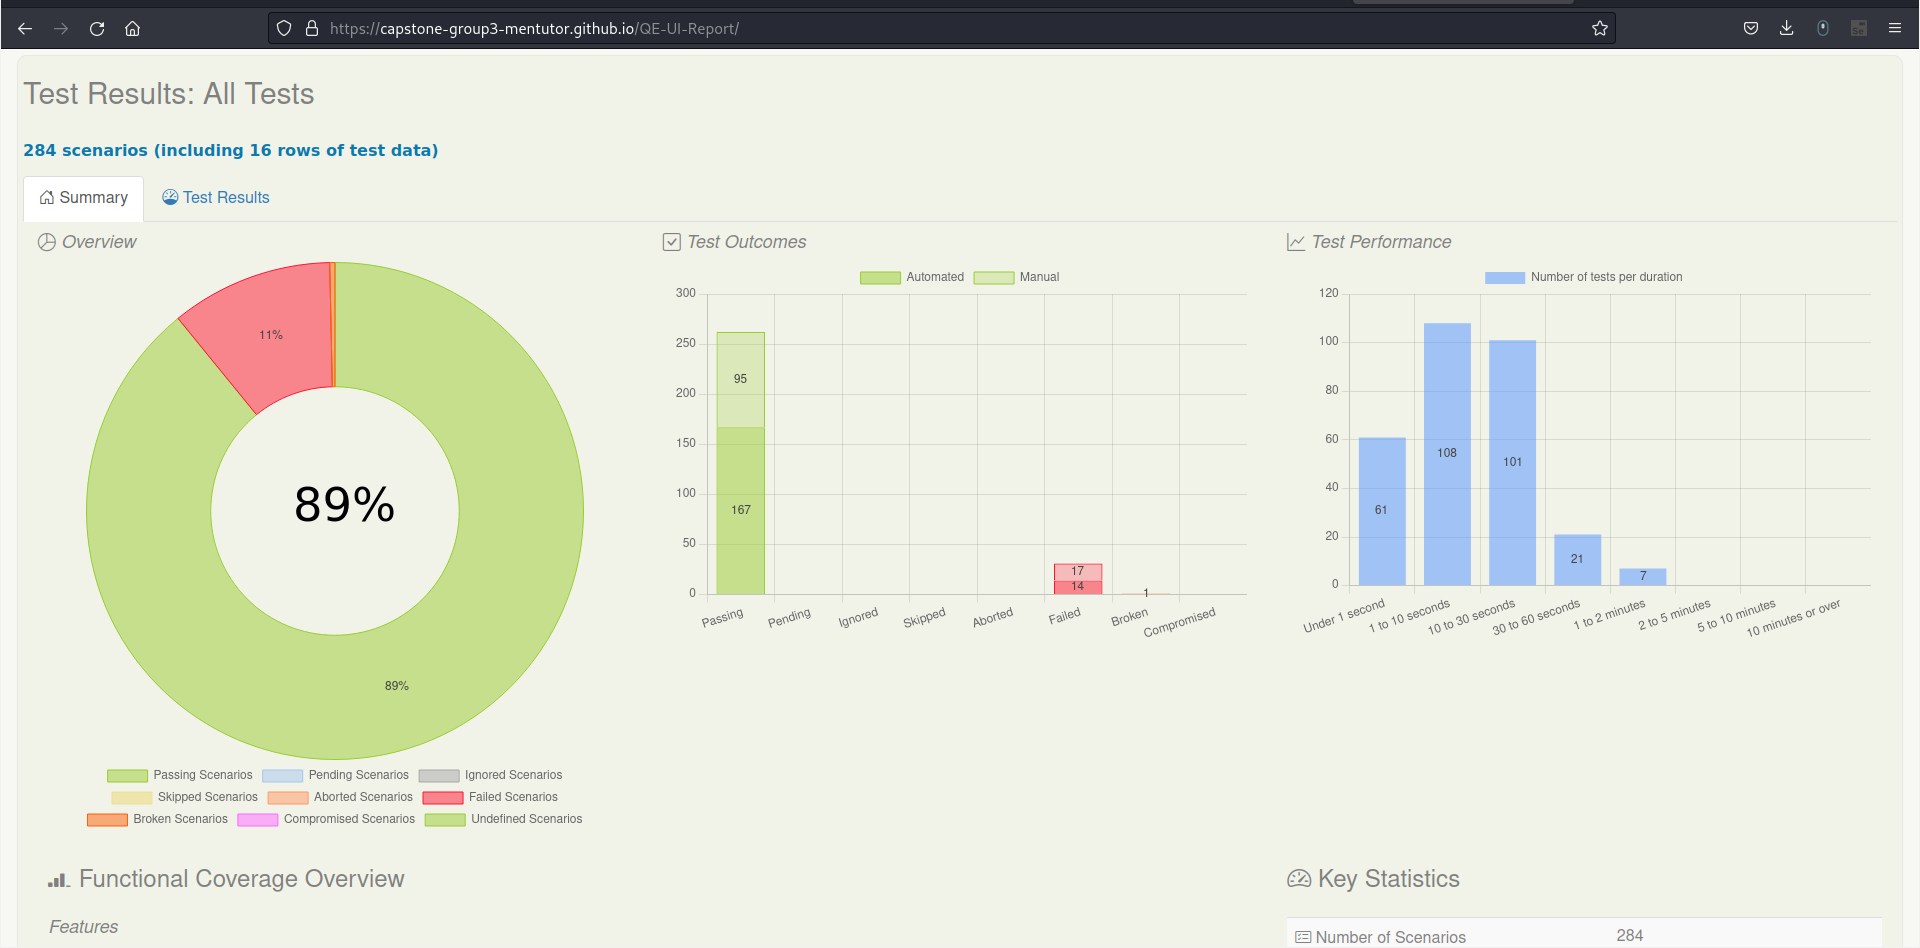 https://capstone-group3-mentutor.github.io/QE-UI-Report/
Test Results: All Tests
284 scenarios (including 16 rows of test data)
Summary
Test Results
Overview
11%
89%
89%
Passing Scenarios
Pending Scenarios
Ignored Scenarios
Skipped Scenarios
Aborted Scenarios
Failed Scenarios
Broken Scenarios
Compromised Scenarios
Undefined Scenarios
Test Outcomes
Automated
Manual
300
250
200
150
100
50
0
95
167
17
14
1
Passing
Pending
Ignored
Skipped
Aborted
Failed
Broken
Compromised
Test Performance
Number of tests per duration
120
100
80
60
40
20
0
61
108
101
21
7
Under 1 second
1 to 10 seconds
10 to 30 seconds
30 to 60 seconds
1 to 2 minutes
2 to 5 minutes
5 to 10 minutes
10 minutes or over
Functional Coverage Overview
Features
Key Statistics
Number of Scenarios
284